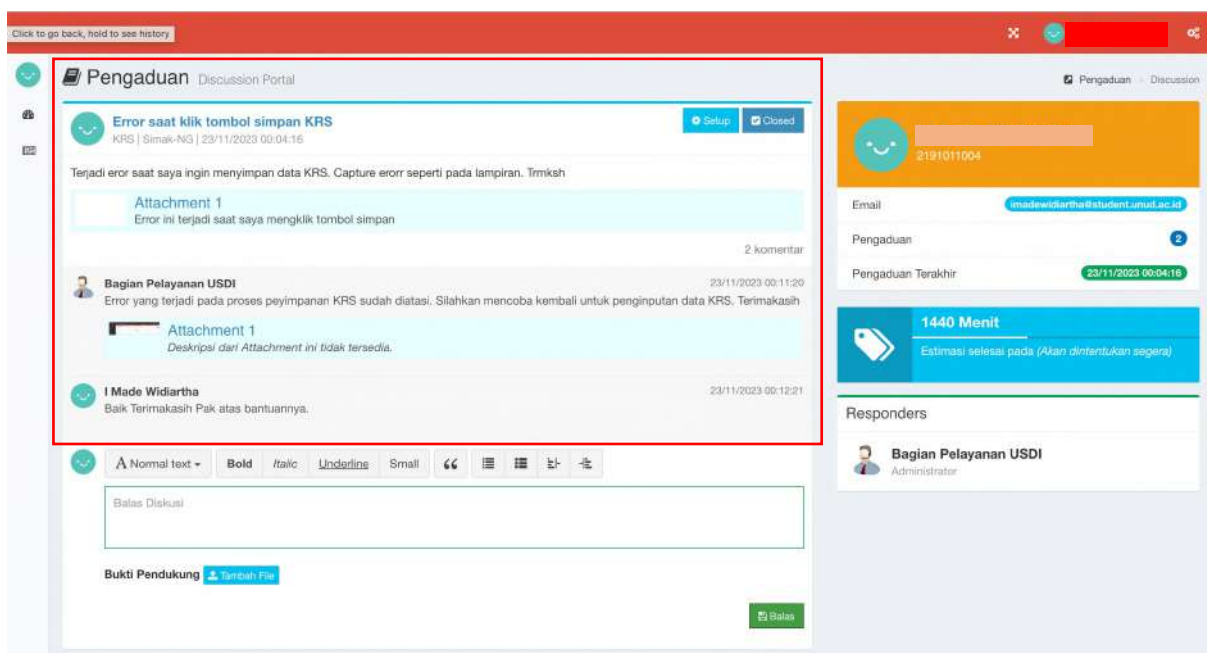 Click to go back, hold to see history
Pengaduan Discussion Portal
Pengaduan Discussion
Error saat klik tombol simpan KRS
KRS | Simak-NG | 23/11/2023 00:04:16
Setup
Closed
Terjadi eror saat saya ingin menyimpan data KRS. Capture erorr seperti pada lampiran. Trmksh
Attachment 1
Error ini terjadi saat saya mengklik tombol simpan
2 komentar
Bagian Pelayanan USDI
23/11/2023 00:11:20
Error yang terjadi pada proses peyimpanan KRS sudah diatasi. Silahkan mencoba kembali untuk penginputan data KRS. Terimakasih
Attachment 1
Deskripsi dari Attachment ini tidak tersedia.
I Made Widiartha
23/11/2023 00:12:21
Baik Terimakasih Pak atas bantuannya.
A Normal text
Bold
Italic
Underline
Small
Balas Diskusi
Bukti Pendukung
Tambah File
Balas
2191011004
Email
imadewidiartha@student.unud.ac.id
Pengaduan
2
Pengaduan Terakhir
23/11/2023 00:04:16
1440 Menit
Estimasi selesai pada (Akan dintentukan segera)
Responders
Bagian Pelayanan USDI
Administrator